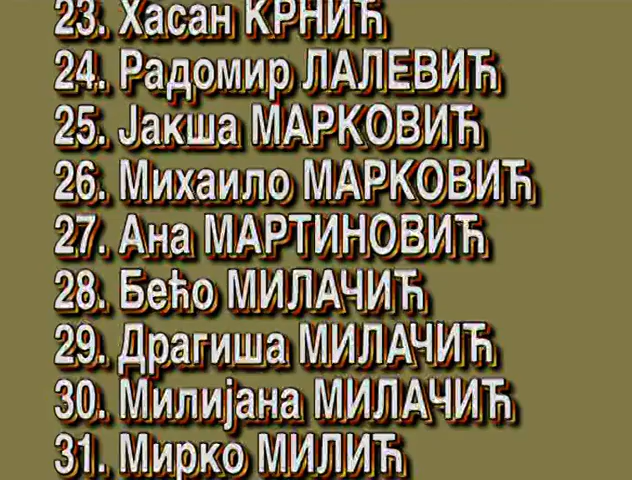 23. Хасан КРНИЋ
24. Радомир ЛАЛЕВИЋ
25. Јакша МАРКОВИЋ
26. Михаило МАРКОВИЋ
27. Ана МАРТИНОВИЋ
28. Бећо МИЛАЧИЋ
29. Драгиша МИЛАЧИЋ
30. Милијана МИЛАЧИЋ
31. Мирко МИЛИЋ